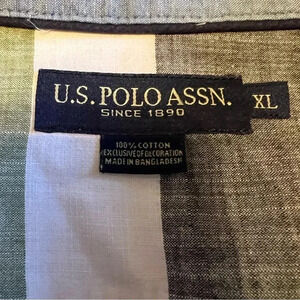 U.S. POLO ASSN.
SINCE 1890
XL
100% COTTON
EXCLUSIVE OF DECORATION
MADE IN BANGLADESH